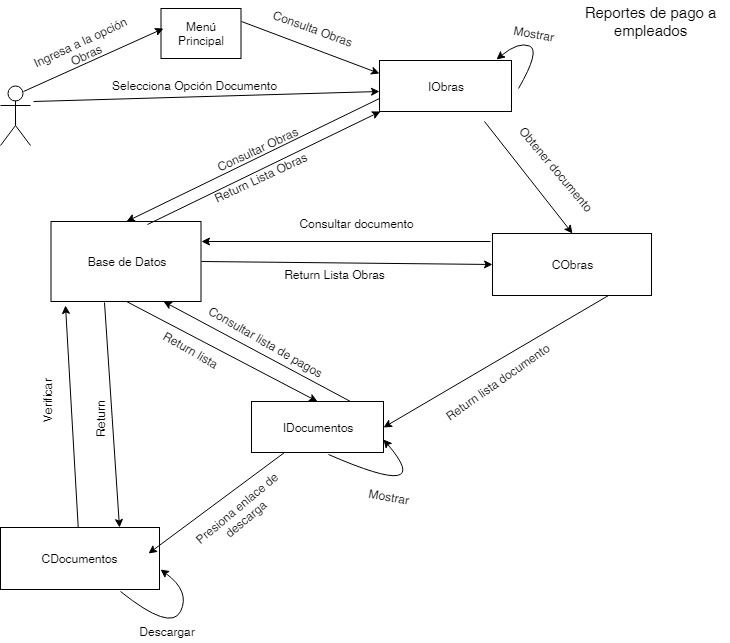 Reportes de pago a
empleados
Ingresa a la opción
Obras
Menú
Principal
Consulta Obras
Mostrar
Selecciona Opción Documento
IObras
Consultar Obras
Return Lista Obras
Obtener documento
Consultar documento
Base de Datos
Return Lista Obras
CObras
Consultar lista de pagos
Return lista
Return lista documento
Verificar
Return
IDocumentos
Mostrar
Presiona enlace de
descarga
CDocumentos
Descargar